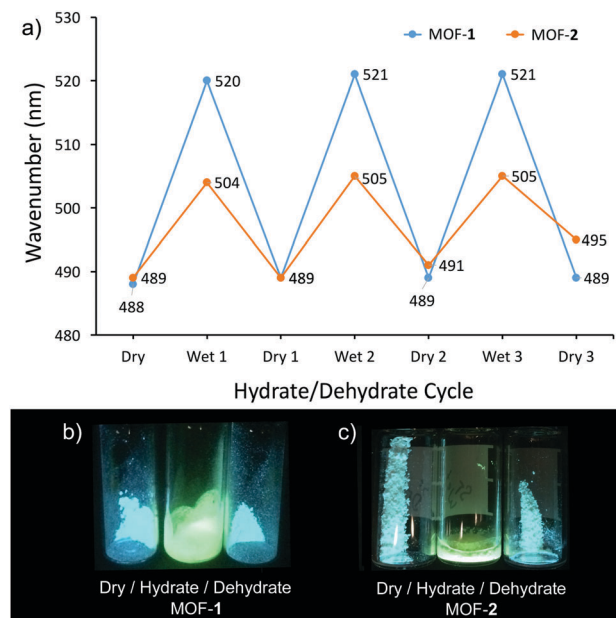 a)
MOF-1
MOF-2
530
520
510
500
490
480
Wavenumber (nm)
520
521
521
504
505
505
489
488
489
491
489
495
489
Dry
Wet 1
Dry 1
Wet 2
Dry 2
Wet 3
Dry 3
Hydrate/Dehydrate Cycle
b)
Dry / Hydrate / Dehydrate
MOF-1
c)
Dry / Hydrate / Dehydrate
MOF-2